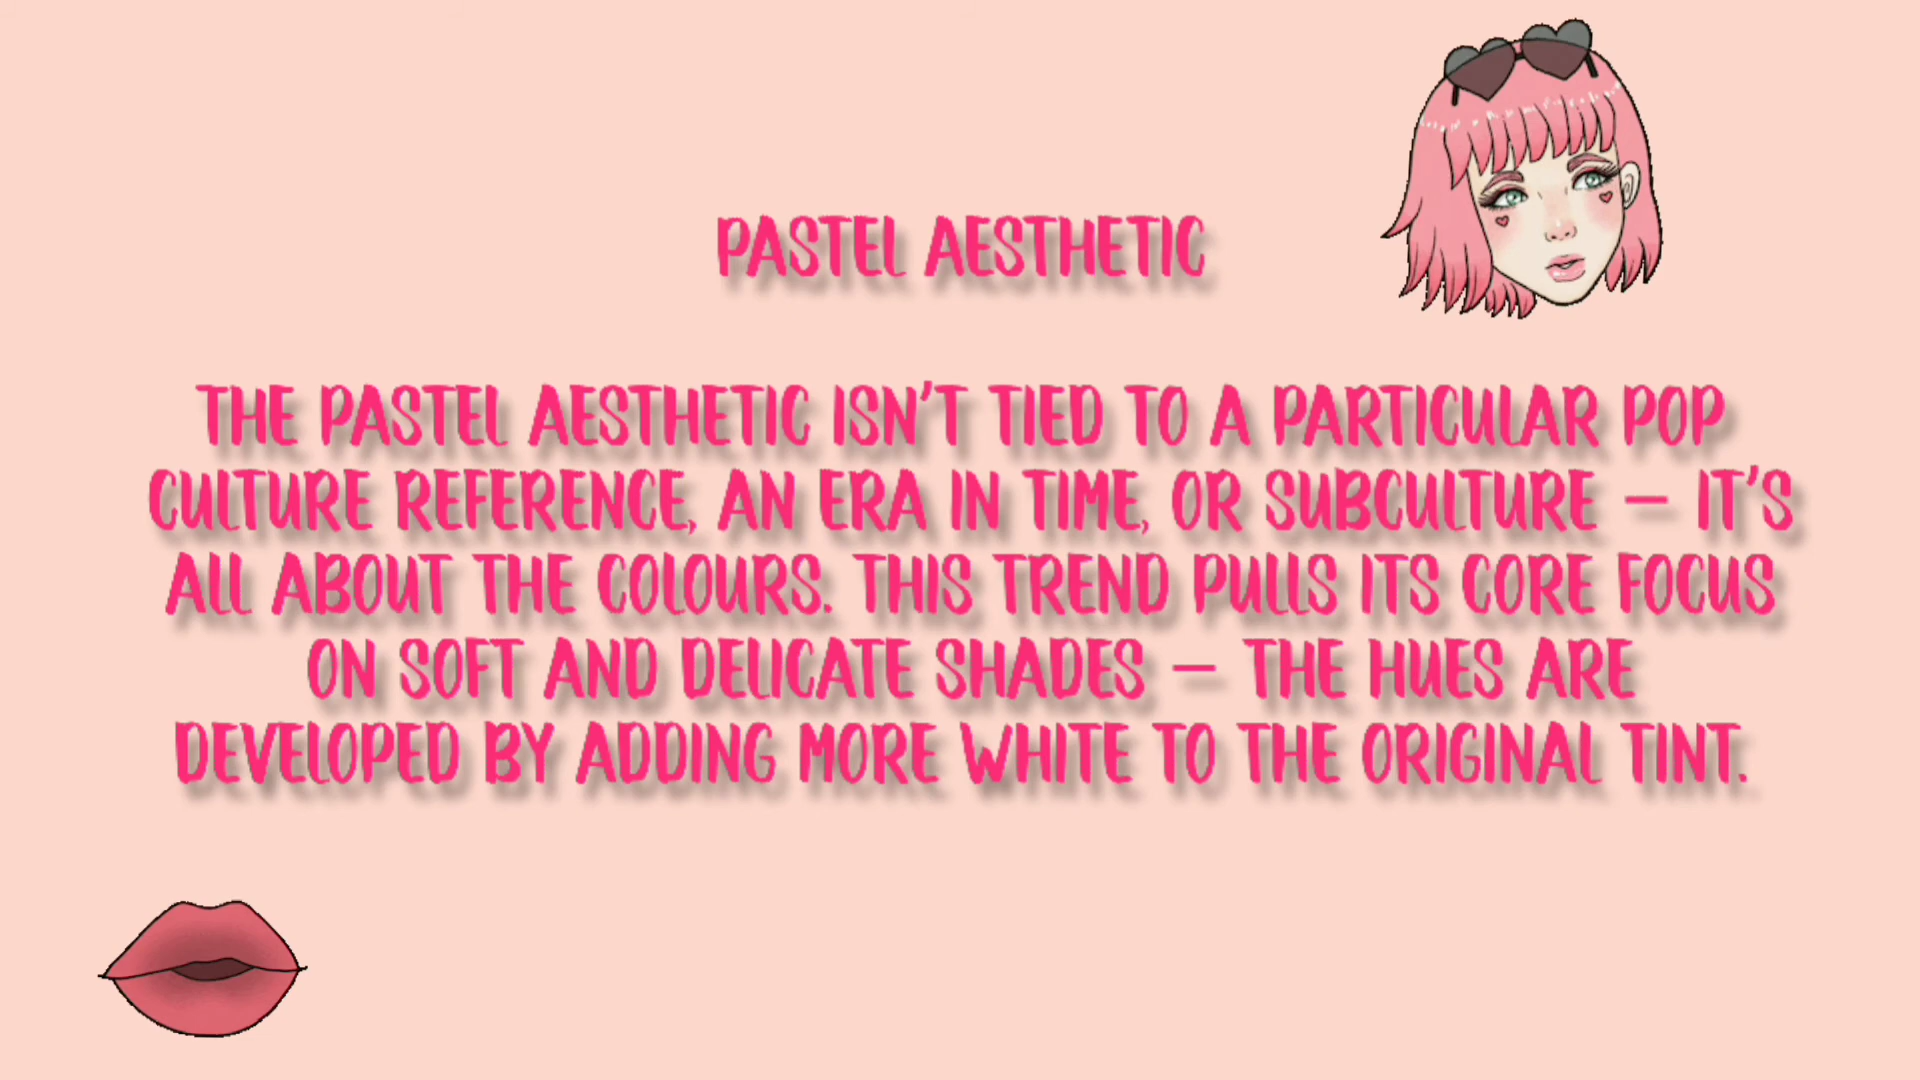 PASTEL AESTHETIC
THE PASTEL AESTHETIC ISN'T TIED TO A PARTICULAR POP
CULTURE REFERENCE, AN ERA IN TIME, OR SUBCULTURE – IT'S
ALL ABOUT THE COLOURS. THIS TREND PULLS ITS CORE FOCUS
ON SOFT AND DELICATE SHADES – THE HUES ARE
DEVELOPED BY ADDING MORE WHITE TO THE ORIGINAL TINT.